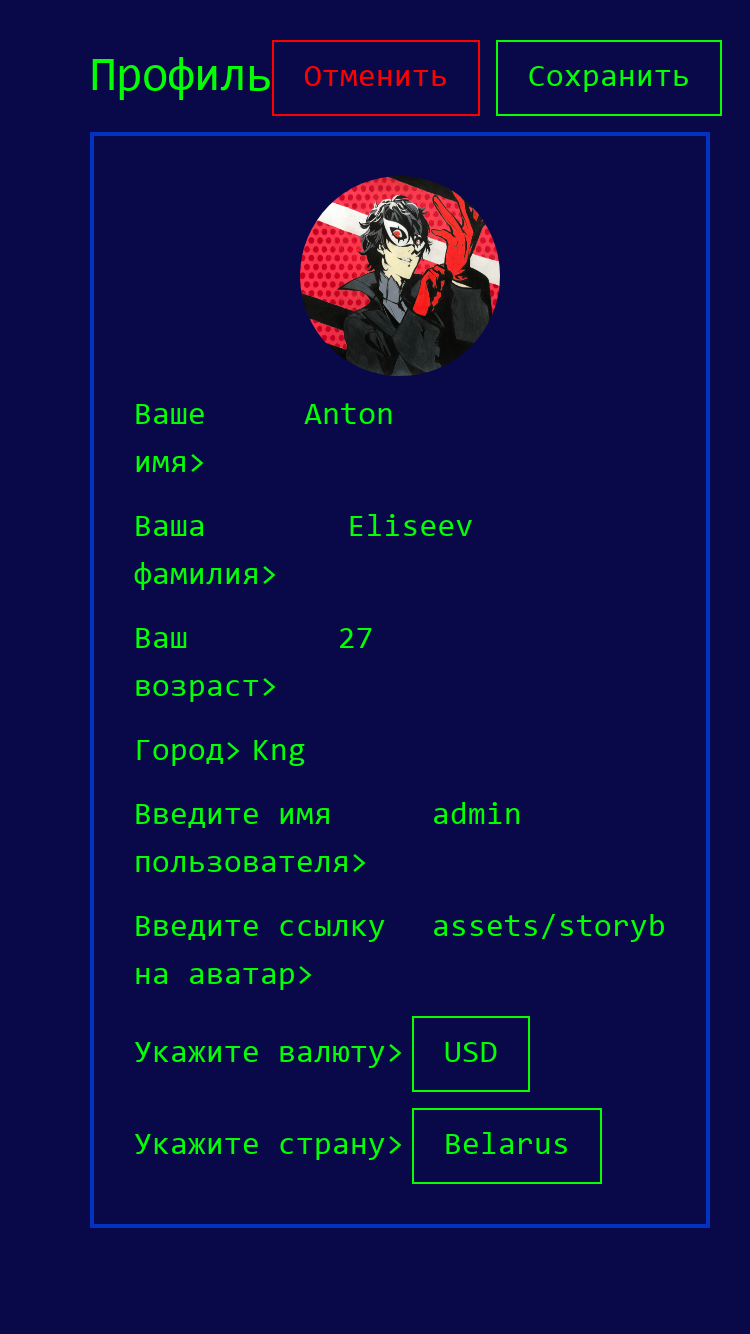 Профиль Отменить Сохранить
Ваше Anton
имя>
Ваша Eliseev
фамилия>
Ваш 27
возраст>
Город> Kng
Введите имя admin
пользователя>
Введите ссылку assets/storyb
на аватар>
Укажите валюту> USD
Укажите страну> Belarus